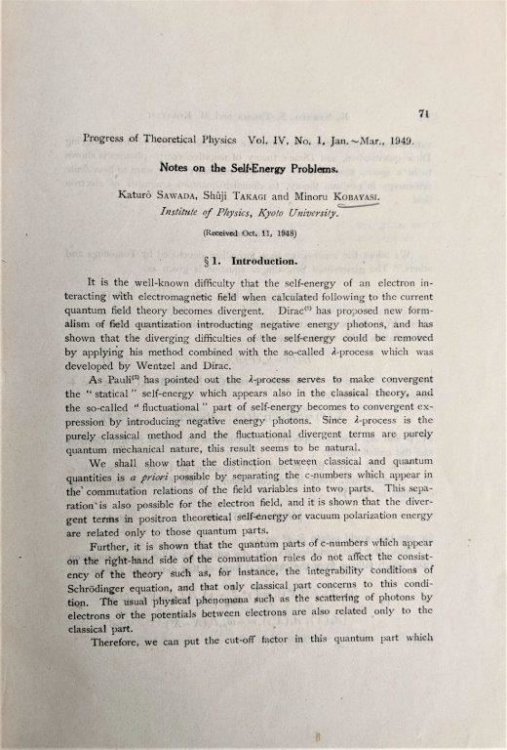 71
Progress of Theoretical Physics Vol. IV, No. 1, Jan.~Mar., 1949.
Notes on the Self-Energy Problems.
Katurô SAWADA, Shûji TAKAGI and Minoru KOBAYASI.
Institute of Physics, Kyoto University.
(Received Oct. 11, 1948)
§ 1. Introduction.
It is the well-known difficulty that the self-energy of an electron in-
teracting with electromagnetic field when calculated following to the current
quantum field theory becomes divergent. Dirac(1) has proposed new form-
alism of field quantization introducting negative energy photons, and has
shown that the diverging difficulties of the self-energy could be removed
by applying his method combined with the so-called λ-process which was
developed by Wentzel and Dirac.
As Pauli(2) has pointed out the λ-process serves to make convergent
the "statical" self-energy which appears also in the classical theory, and
the so-called "fluctuational" part of self-energy becomes to convergent ex-
pression by introducing negative energy photons. Since λ-process is the
purely classical method and the fluctuational divergent terms are purely
quantum mechanical nature, this result seems to be natural.
We shall show that the distinction between classical and quantum
quantities is a priori possible by separating the c-numbers which appear in
the commutation relations of the field variables into two parts. This sepa-
ration is also possible for the electron field, and it is shown that the diver-
gent terms in positron theoretical self-energy or vacuum polarization energy
are related only to those quantum parts.
Further, it is shown that the quantum parts of c-numbers which appear
on the right-hand side of the commutation rules do not affect the consist-
ency of the theory such as, for instance, the integrability conditions of
Schrödinger equation, and that only classical part concerns to this condi-
tion. The usual physical phenomuna such as the scattering of photons by
electrons or the potentials between electrons are also related only to the
classical part.
Therefore, we can put the cut-off factor in this quantum part which